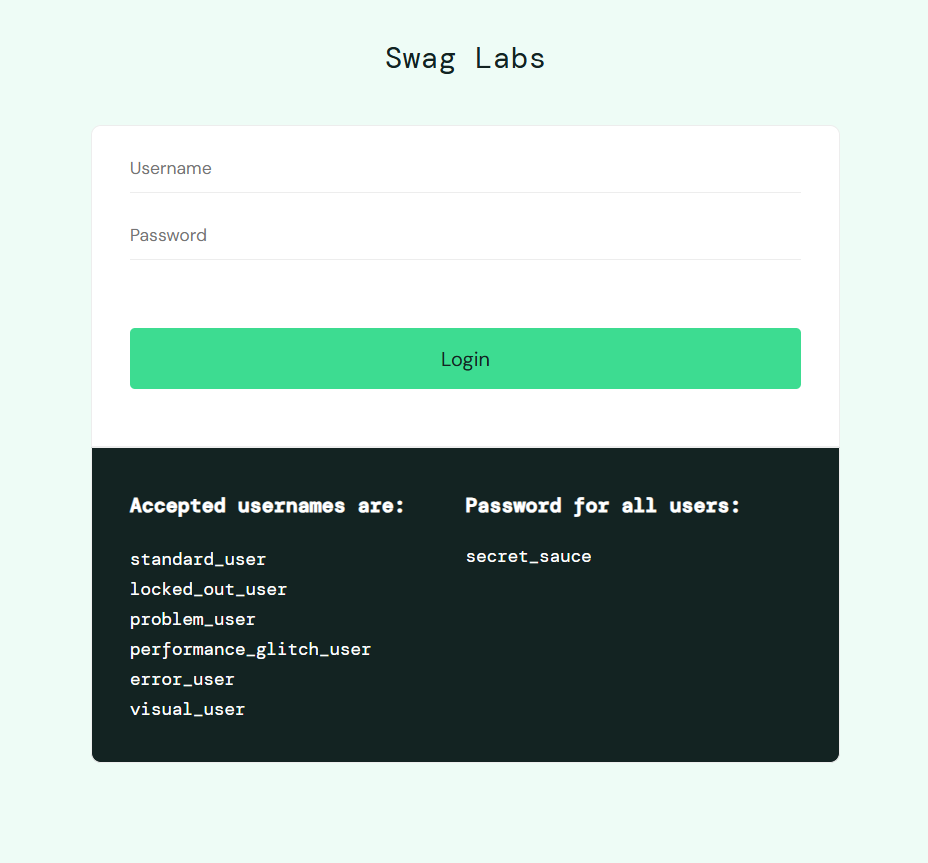 Swag Labs
Username
Password
Login
Accepted usernames are:
standard_user
locked_out_user
problem_user
performance_glitch_user
error_user
visual_user
Password for all users:
secret_sauce